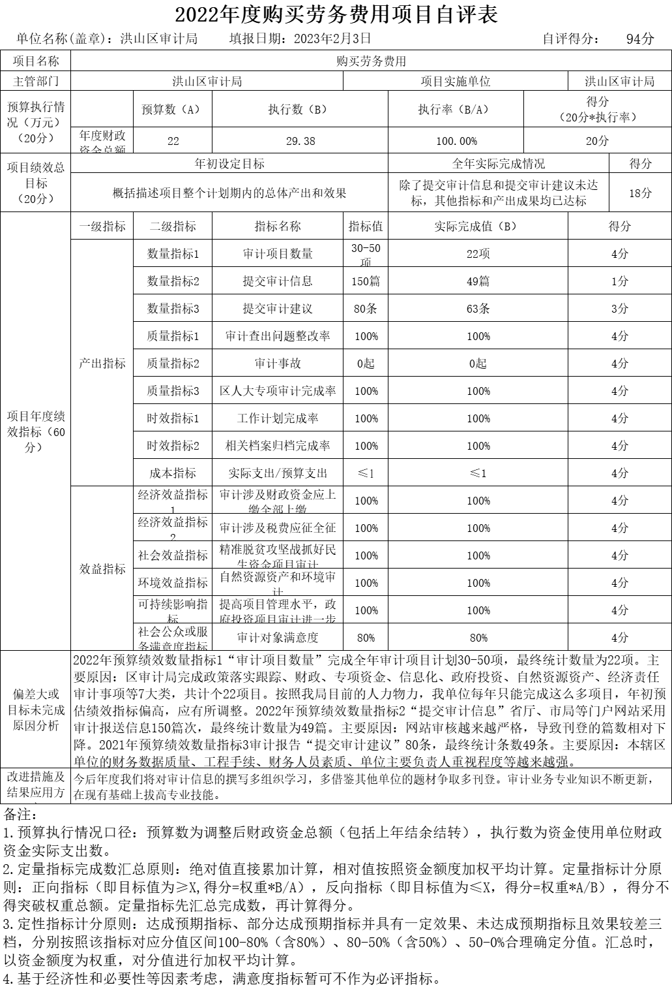 2022年度购买劳务费用项目自评表
单位名称(盖章)：洪山区审计局 填报日期：2023年2月3日 自评得分： 94分
项目名称 购买劳务费用
主管部门 洪山区审计局 项目实施单位 洪山区审计局
预算执行情况（万元）（20分） 预算数（A） 执行数（B） 执行率（B/A） 得分（20分*执行率）
年度财政资金总额 22 29.38 100.00% 20分
项目绩效总目标（20分） 年初设定目标 全年实际完成情况 得分
概括描述项目整个计划期内的总体产出和效果 除了提交审计信息和提交审计建议未达标，其他指标和产出成果均已达标 18分
项目年度绩效指标（60分） 一级指标 二级指标 指标名称 指标值 实际完成值（B） 得分
产出指标 数量指标1 审计项目数量 30-50项 22项 4分
数量指标2 提交审计信息 150篇 49篇 1分
数量指标3 提交审计建议 80条 63条 3分
质量指标1 审计查出问题整改率 100% 100% 4分
质量指标2 审计事故 0起 0起 4分
质量指标3 区人大专项审计完成率 100% 100% 4分
时效指标1 工作计划完成率 100% 100% 4分
时效指标2 相关档案归档完成率 100% 100% 4分
成本指标 实际支出/预算支出 ≤1 ≤1 4分
效益指标 经济效益指标1 审计涉及财政资金应上缴全部上缴 100% 100% 4分
经济效益指标2 审计涉及税费应征全征 100% 100% 4分
社会效益指标 精准脱贫攻坚战抓好民生资金项目审计 100% 100% 4分
环境效益指标 自然资源资产和环境审计 100% 100% 4分
可持续影响指标 提高项目管理水平，政府投资项目审计进一步 100% 100% 4分
社会公众或服务满意度指标 审计对象满意度 80% 80% 4分
偏差大或目标未完成原因分析
2022年预算绩效数量指标1“审计项目数量”完成全年审计项目计划30-50项，最终统计数量为22项。主
要原因：区审计局完成政策落实跟踪、财政、专项资金、信息化、政府投资、自然资源资产、经济责任
审计事项等7大类，共计个22项目。按照我局目前的人力物力，我单位每年只能完成这么多项目，年初预
估绩效指标偏高，应有所调整。2022年预算绩效数量指标2“提交审计信息”省厅、市局等门户网站采用
审计报送信息150篇次，最终统计数量为49篇。主要原因：网站审核越来越严格，导致刊登的篇数相对下
降。2021年预算绩效数量指标3审计报告“提交审计建议”80条，最终统计条数49条。主要原因：本辖区
单位的财务数据质量、工程手续、财务人员素质、单位主要负责人重视程度等越来越强。
改进措施及结果应用方
今后年度我们将对审计信息的撰写多组织学习，多借鉴其他单位的题材争取多刊登。审计业务专业知识不断更新，
在现有基础上拔高专业技能。
备注：
1.预算执行情况口径：预算数为调整后财政资金总额（包括上年结余结转），执行数为资金使用单位财政
资金实际支出数。
2.定量指标完成数汇总原则：绝对值直接累加计算，相对值按照资金额度加权平均计算。定量指标计分原
则：正向指标（即目标值为≥X,得分=权重*B/A），反向指标（即目标值为≤X，得分=权重*A/B），得分不
得突破权重总额。定量指标先汇总完成数，再计算得分。
3.定性指标计分原则：达成预期指标、部分达成预期指标并具有一定效果、未达成预期指标且效果较差三
档，分别按照该指标对应分值区间100-80%（含80%）、80-50%（含50%）、50-0%合理确定分值。汇总时，
以资金额度为权重，对分值进行加权平均计算。
4.基于经济性和必要性等因素考虑，满意度指标暂可不作为必评指标。